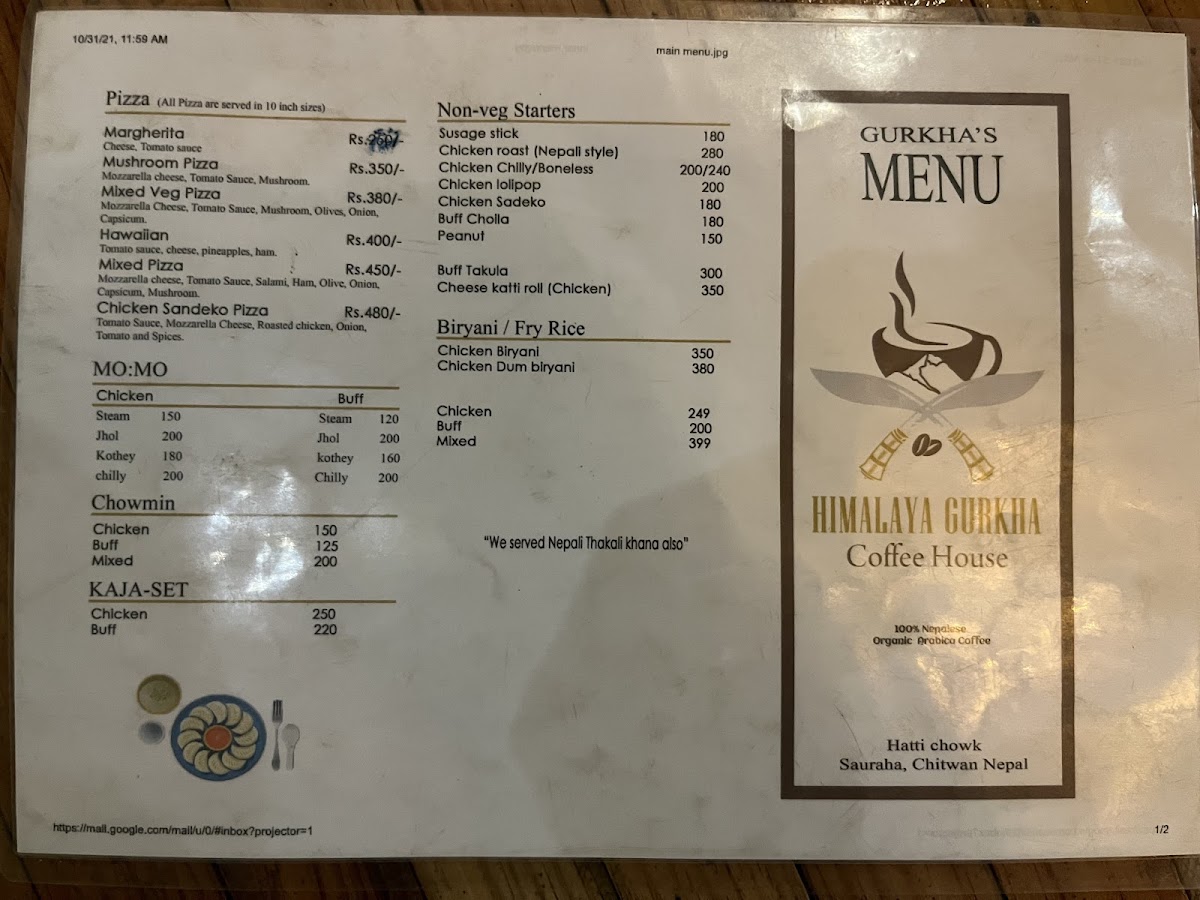 10/31/21, 11:59 AM
main menu.jpg
Pizza (All Pizza are served in 10 inch sizes)
Margherita Rs.
Cheese, Tomato sauce
Mushroom Pizza Rs.350/-
Mozzarella cheese, Tomato Sauce, Mushroom.
Mixed Veg Pizza Rs.380/-
Mozzarella Cheese, Tomato Sauce, Mushroom, Olives, Onion,
Capsicum.
Hawaiian Rs.400/-
Tomato sauce, cheese, pineapples, ham.
Mixed Pizza Rs.450/-
Mozzarella cheese, Tomato Sauce, Salami, Ham, Olive, Onion,
Capsicum, Mushroom.
Chicken Sandeko Pizza Rs.480/-
Tomato Sauce, Mozzarella Cheese, Roasted chicken, Onion,
Tomato and Spices.
MO:MO
Chicken Buff
Steam 150 Steam 120
Jhol 200 Jhol 200
Kothey 180 kothey 160
chilly 200 Chilly 200
Chowmin
Chicken 150
Buff 125
Mixed 200
KAJA-SET
Chicken 250
Buff 220
Non-veg Starters
Susage stick 180
Chicken roast (Nepali style) 280
Chicken Chilly/Boneless 200/240
Chicken lolipop 200
Chicken Sadeko 180
Buff Cholla 180
Peanut 150
Buff Takula 300
Cheese katti roll (Chicken) 350
Biryani / Fry Rice
Chicken Biryani 350
Chicken Dum biryani 380
Chicken 249
Buff 200
Mixed 399
“We served Nepali Thakali khana also”
GURKHA'S
MENU
HIMALAYA GURKHA
Coffee House
100% Nepalese
Organic Arabica Coffee
Hatti chowk
Sauraha, Chitwan Nepal
https://mail.google.com/mail/u/0/#inbox?projector=1
1/2